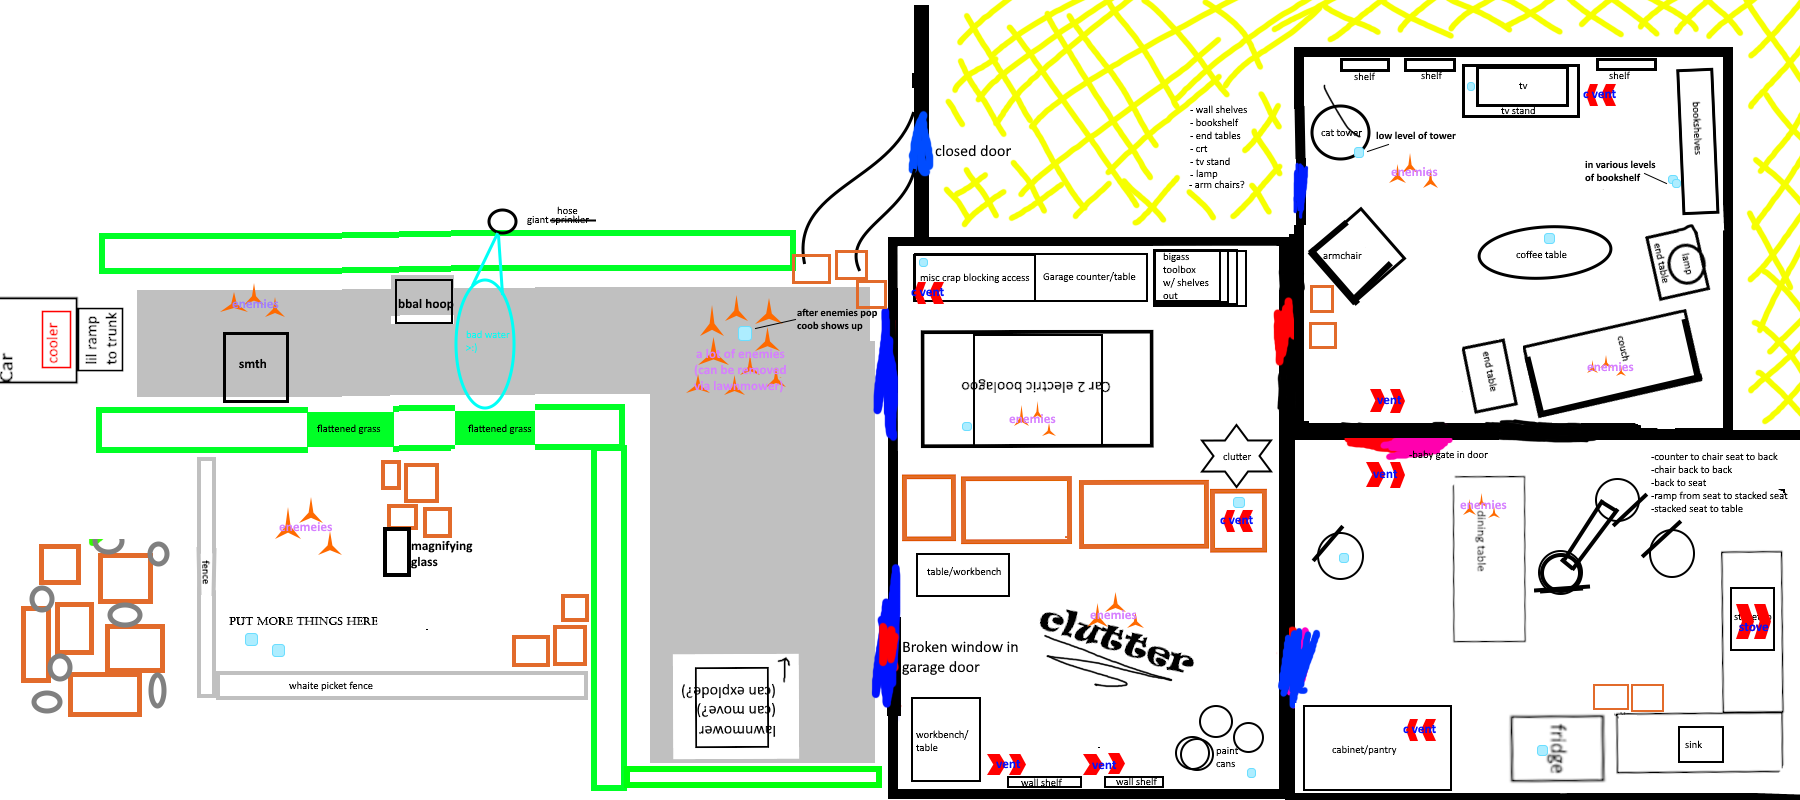 hose
giant sprinkler
enemies
bbal hoop
Car
cooler
lil ramp
to trunk
smth
bad water
after enemies pop
coob shows up
a lot of enemies
(can be removed
via lawnmower)
flattened grass
flattened grass
fence
enemeies
magnifying
glass
PUT MORE THINGS HERE
whaite picket fence
lawnmower
(can move?)
(can explode?)
closed door
- wall shelves
- bookshelf
- end tables
- crt
- tv stand
- lamp
- arm chairs?
misc crap blocking access
Garage counter/table
bigass
toolbox
w/ shelves
out
c vent
Car 2 electric boolagoo
enemies
clutter
c vent
table/workbench
enemies
clutter
Broken window in
garage door
workbench/
table
vent
wall shelf
vent
wall shelf
paint
cans
shelf
shelf
tv
tv stand
c vent
shelf
bookshelves
cat tower
low level of tower
enemies
in various levels
of bookshelf
armchair
coffee table
end table
lamp
couch
enemies
end table
vent
-baby gate in door
vent
-counter to chair seat to back
-chair back to back
-back to seat
-ramp from seat to stacked seat
-stacked seat to table
enemies
dining table
stove
cabinet/pantry
c vent
fridge
sink